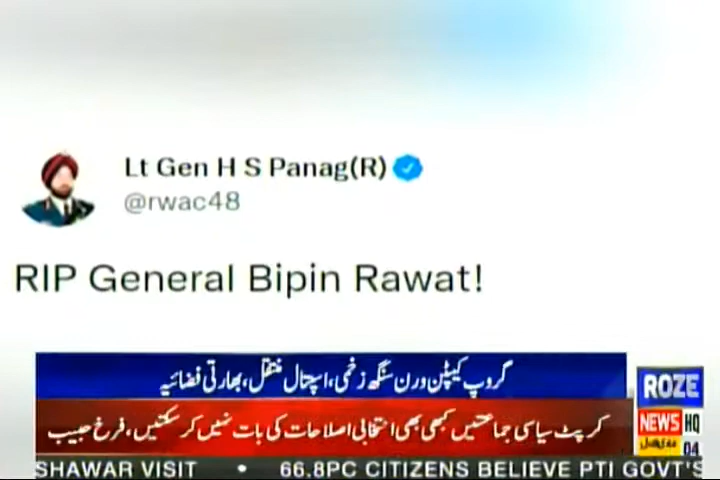 Lt Gen H S Panag(R)
@rwac48
RIP General Bipin Rawat!
گروپ کیپٹن ورن سنگھ زخمی، اسپتال منتقل، بھارتی فضائیہ
کرپٹ سیاسی جماعتیں کبھی بھی انتخابی اصلاحات کی بات نہیں کر سکتیں، فرخ حبیب
ROZE
NEWS HQ
04
SHAWAR VISIT • 66.8PC CITIZENS BELIEVE PTI GOVT'S